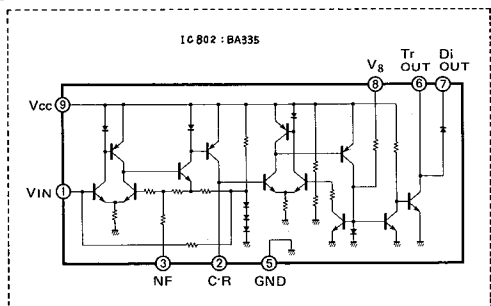 IC802 : BA335
V8
Tr OUT
Di OUT
8
6
7
Vcc
9
VIN
1
3
2
5
NF
C·R
GND